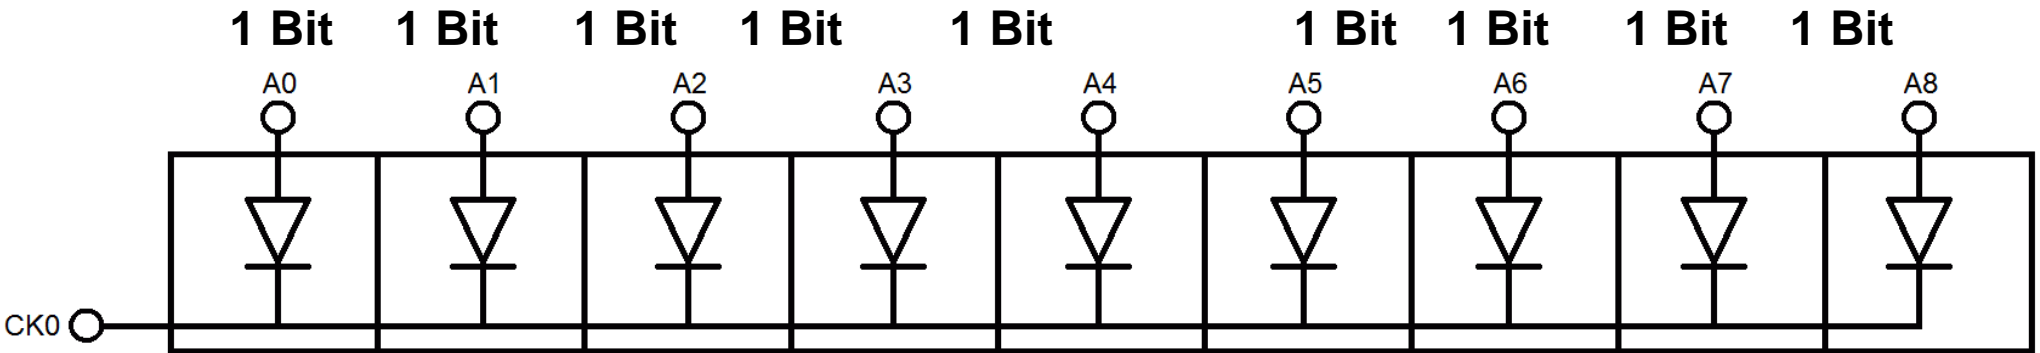 1 Bit 1 Bit 1 Bit 1 Bit 1 Bit 1 Bit 1 Bit 1 Bit 1 Bit
A0 A1 A2 A3 A4 A5 A6 A7 A8
CK0